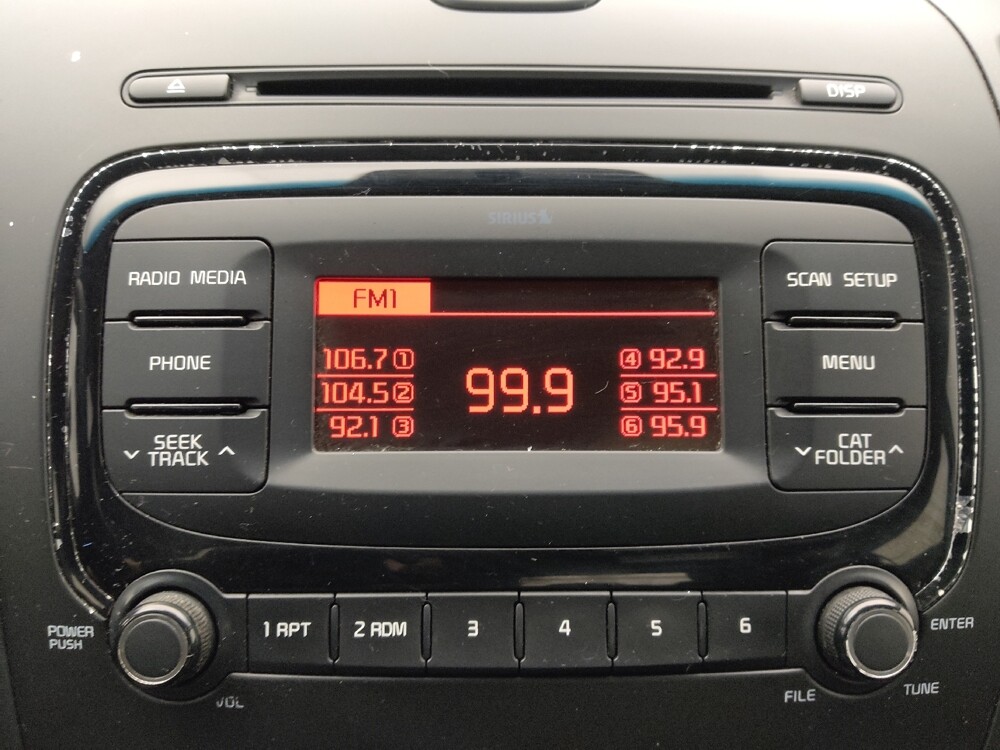 DISP
SIRIUS
RADIO MEDIA
SCAN SETUP
FM1
PHONE
MENU
106.7 1
104.5 2
92.1 3
99.9
4 92.9
5 95.1
6 95.9
SEEK
TRACK
CAT
FOLDER
POWER
PUSH
VOL
1 RPT
2 RDM
3
4
5
6
ENTER
FILE
TUNE